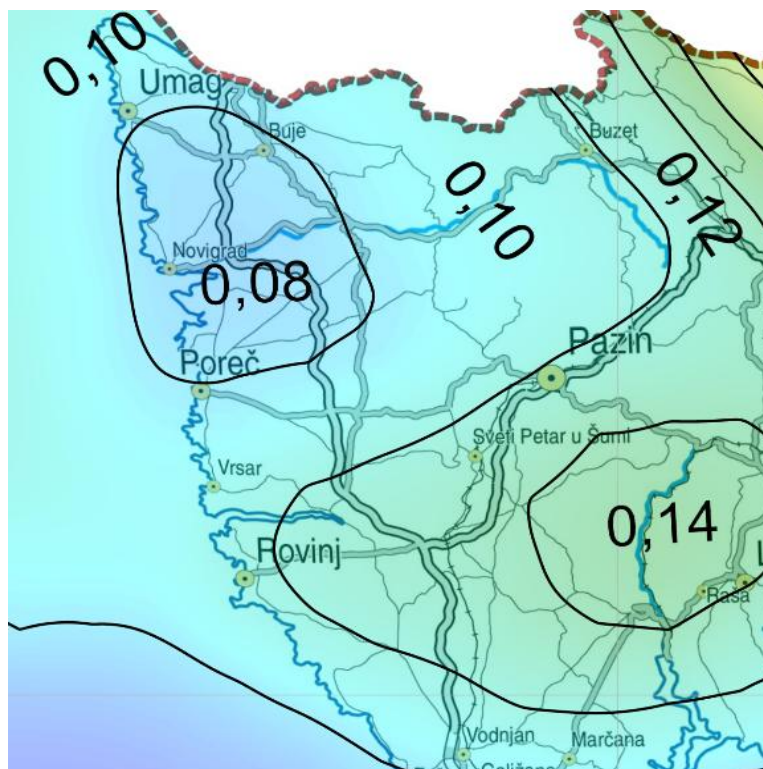 0,10
Umag
Buje
Buzet
0,10
0,12
Novigrad
0,08
Poreč
Pazin
Sveti Petar u Šumi
Vrsar
0,14
Rovinj
L
Raša
Vodnjan
Marčana
Galižana